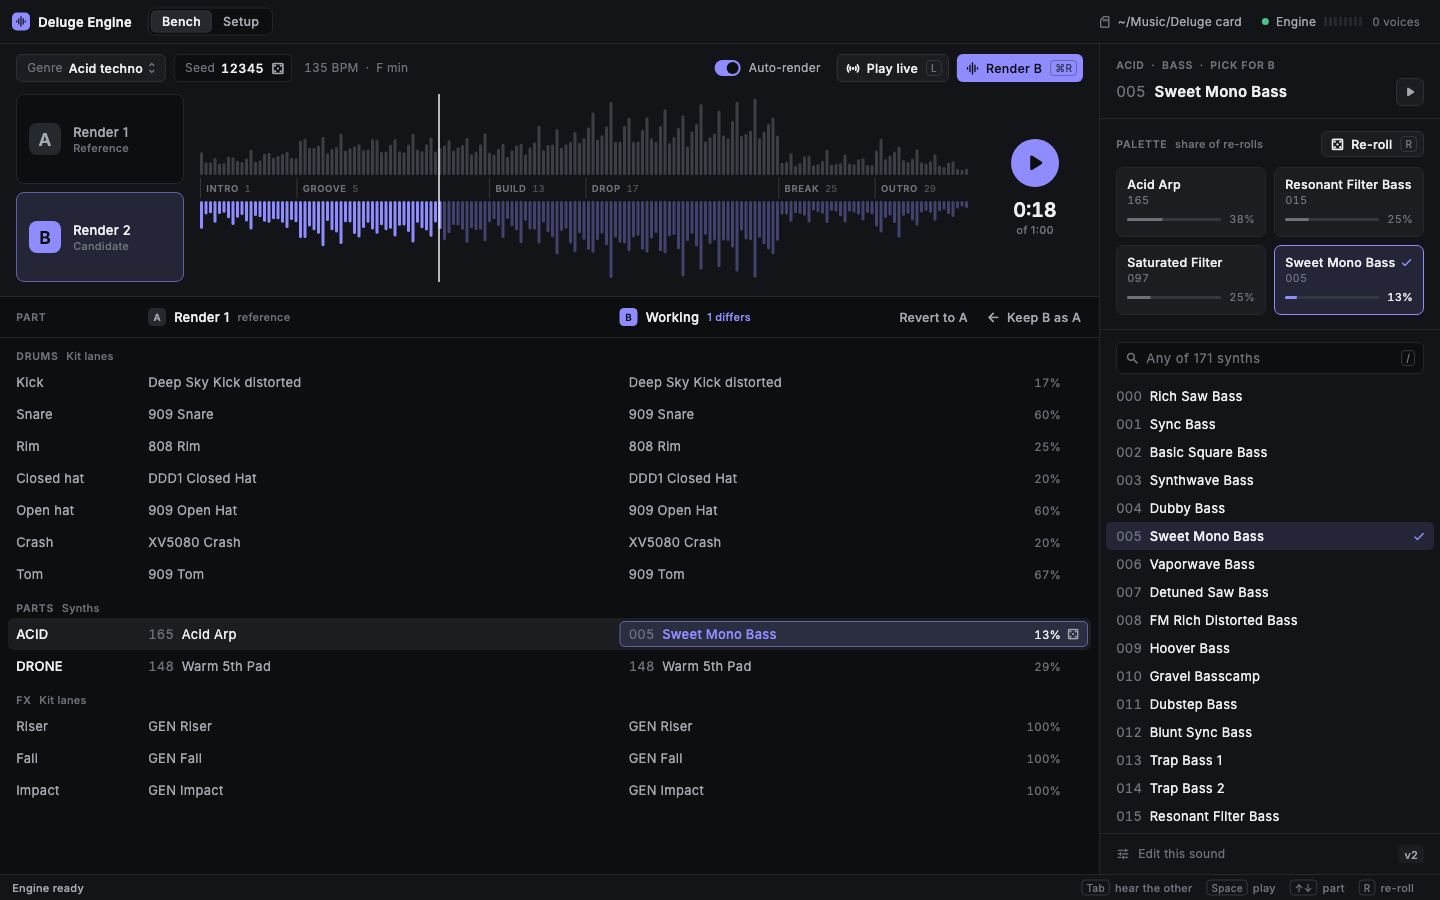 Deluge Engine Bench Setup ~/Music/Deluge card Engine 0 voices
Genre Acid techno Seed 12345 135 BPM · F min Auto-render Play live L Render B ⌘R
A Render 1
Reference
B Render 2
Candidate
INTRO 1 GROOVE 5 BUILD 13 DROP 17 BREAK 25 OUTRO 29
0:18
of 1:00
PART A Render 1 reference B Working 1 differs Revert to A ← Keep B as A
DRUMS Kit lanes
Kick Deep Sky Kick distorted Deep Sky Kick distorted 17%
Snare 909 Snare 909 Snare 60%
Rim 808 Rim 808 Rim 25%
Closed hat DDD1 Closed Hat DDD1 Closed Hat 20%
Open hat 909 Open Hat 909 Open Hat 60%
Crash XV5080 Crash XV5080 Crash 20%
Tom 909 Tom 909 Tom 67%
PARTS Synths
ACID 165 Acid Arp 005 Sweet Mono Bass 13%
DRONE 148 Warm 5th Pad 148 Warm 5th Pad 29%
FX Kit lanes
Riser GEN Riser GEN Riser 100%
Fall GEN Fall GEN Fall 100%
Impact GEN Impact GEN Impact 100%
ACID · BASS · PICK FOR B
005 Sweet Mono Bass
PALETTE share of re-rolls Re-roll R
Acid Arp
165
38%
Resonant Filter Bass
015
25%
Saturated Filter
097
25%
Sweet Mono Bass
005
13%
Any of 171 synths /
000 Rich Saw Bass
001 Sync Bass
002 Basic Square Bass
003 Synthwave Bass
004 Dubby Bass
005 Sweet Mono Bass
006 Vaporwave Bass
007 Detuned Saw Bass
008 FM Rich Distorted Bass
009 Hoover Bass
010 Gravel Basscamp
011 Dubstep Bass
012 Blunt Sync Bass
013 Trap Bass 1
014 Trap Bass 2
015 Resonant Filter Bass
Edit this sound v2
Engine ready Tab hear the other Space play ↑↓ part R re-roll